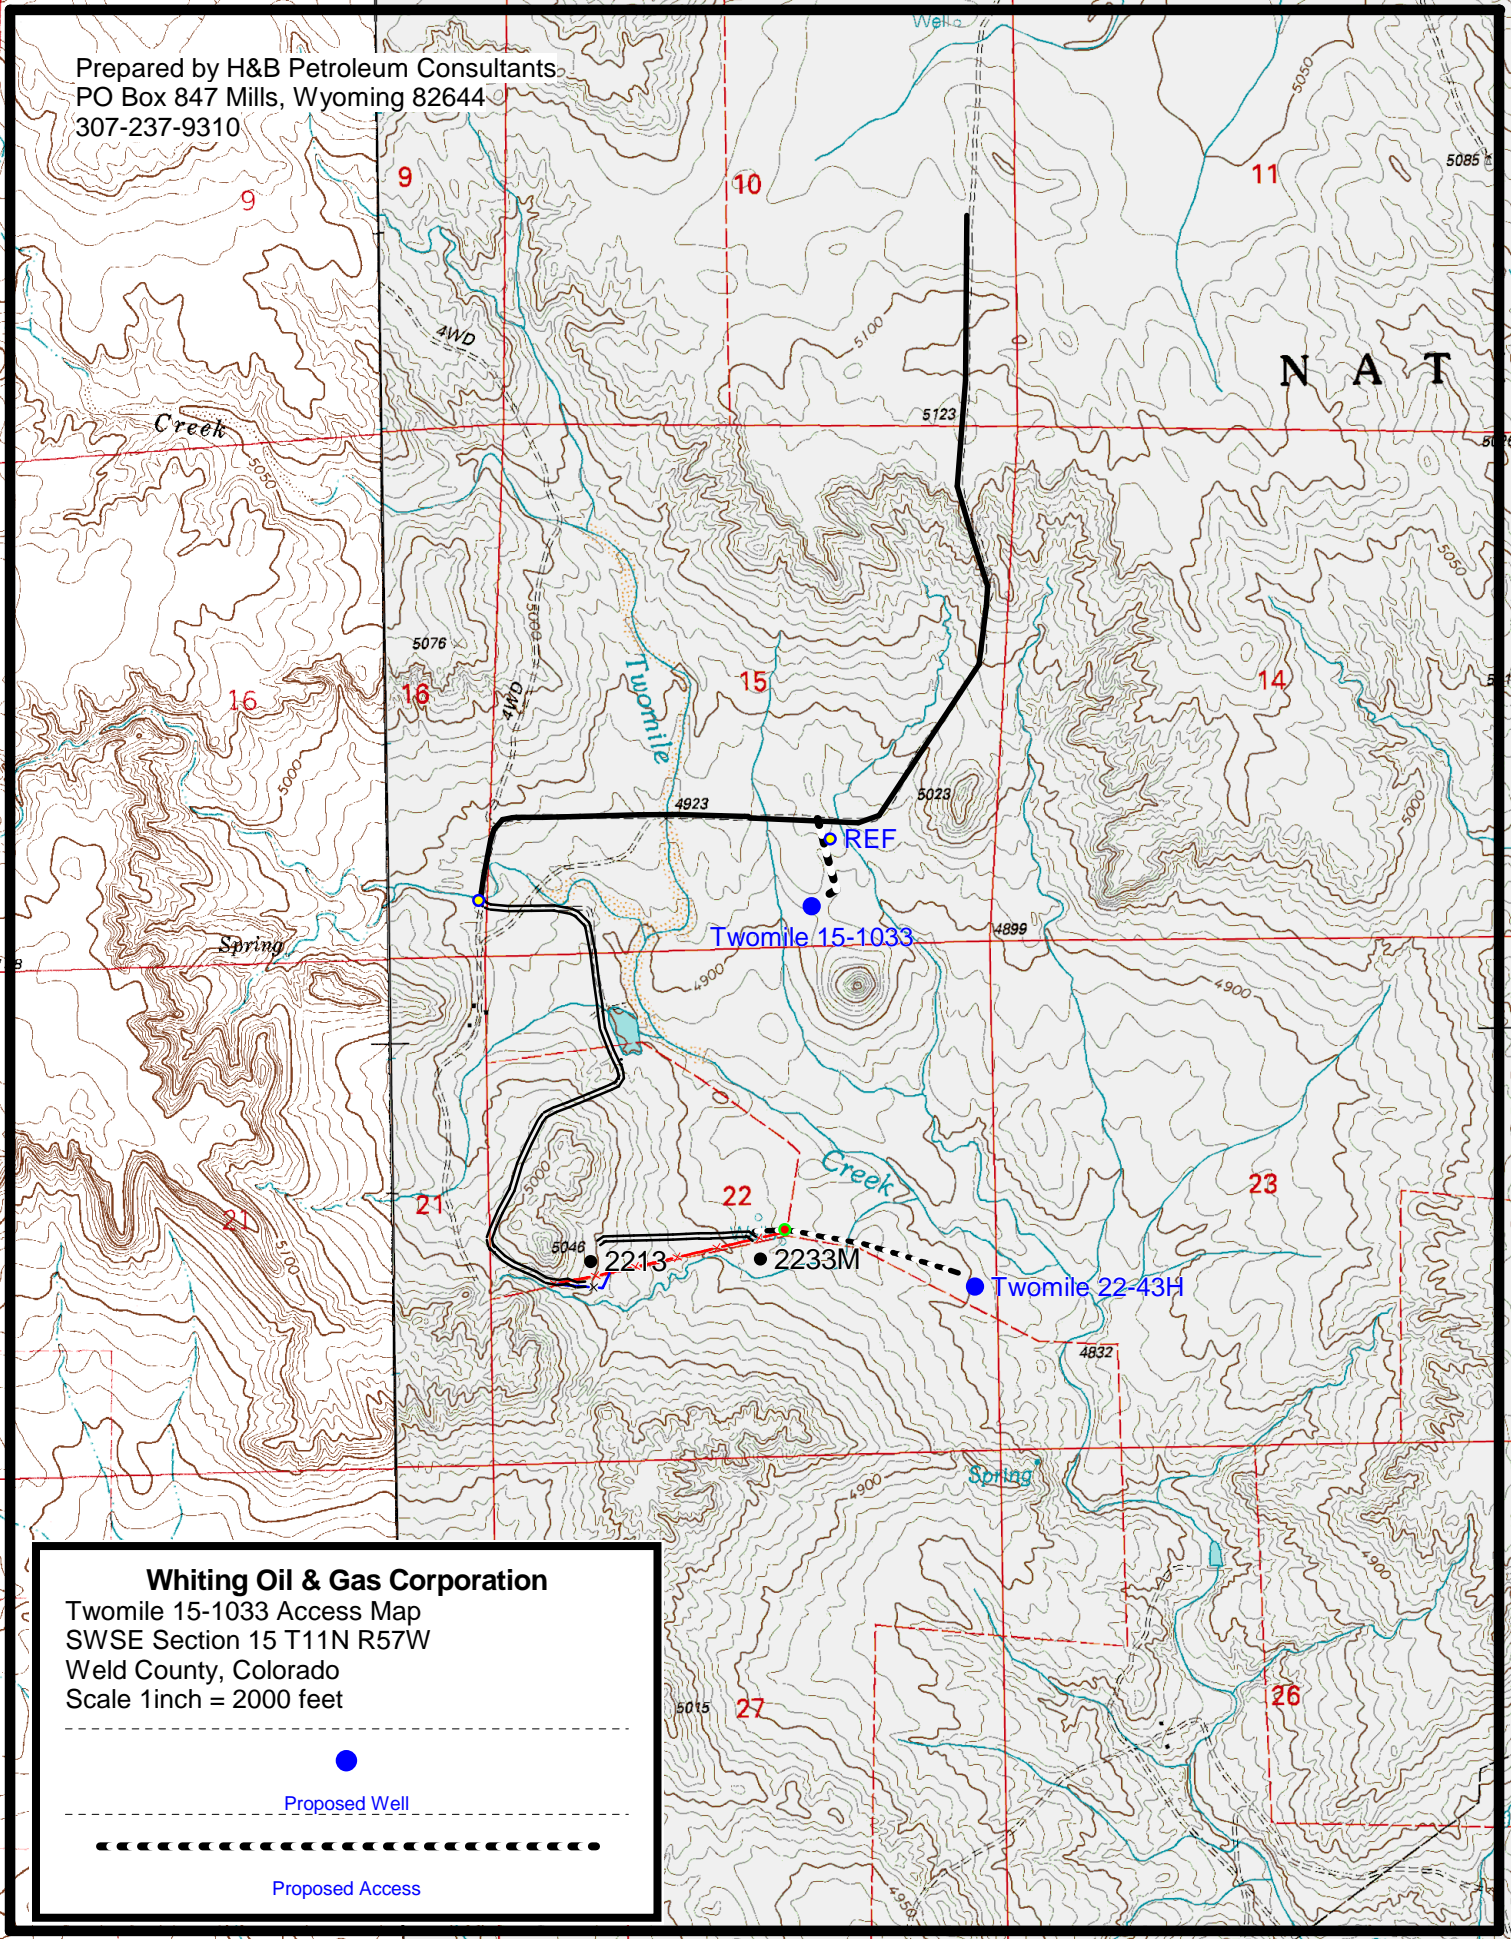 Well
Prepared by H&B Petroleum Consultants
PO Box 847 Mills, Wyoming 82644
307-237-9310
5050
5085
9
9
10
11
4WD
5100
N A T
5123
Creek
5050
5050
5000
5076
Twomile
15
14
16
16
4WD
5000
5000
4923
5023
REF
Twomile 15-1033
4899
Spring
4900
4900
Creek
23
22
21
21
5000
5100
5046
2213
2233M
Twomile 22-43H
4832
Spring
4900
4900
Whiting Oil & Gas Corporation
Twomile 15-1033 Access Map
SWSE Section 15 T11N R57W
Weld County, Colorado
Scale 1inch = 2000 feet
Proposed Well
Proposed Access
5015
27
26
4950